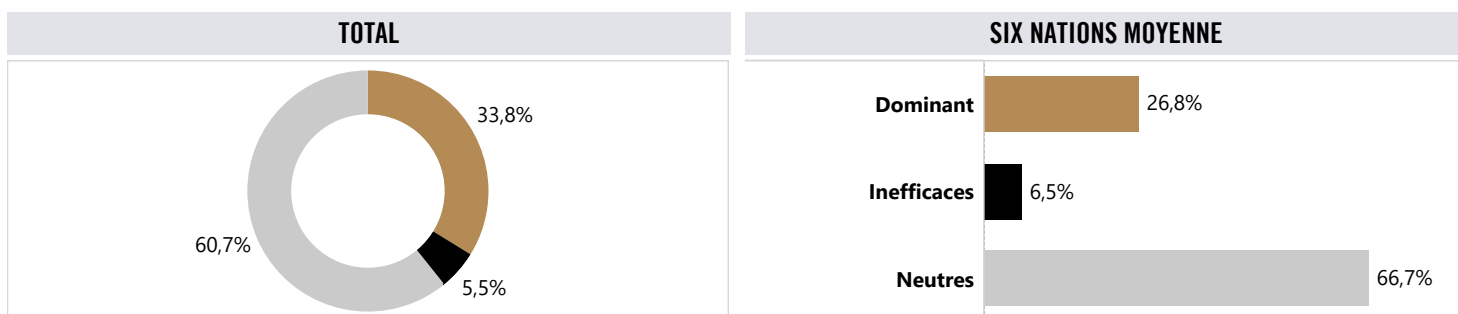 TOTAL
33,8%
60,7%
5,5%
SIX NATIONS MOYENNE
Dominant 26,8%
Inefficaces 6,5%
Neutres 66,7%